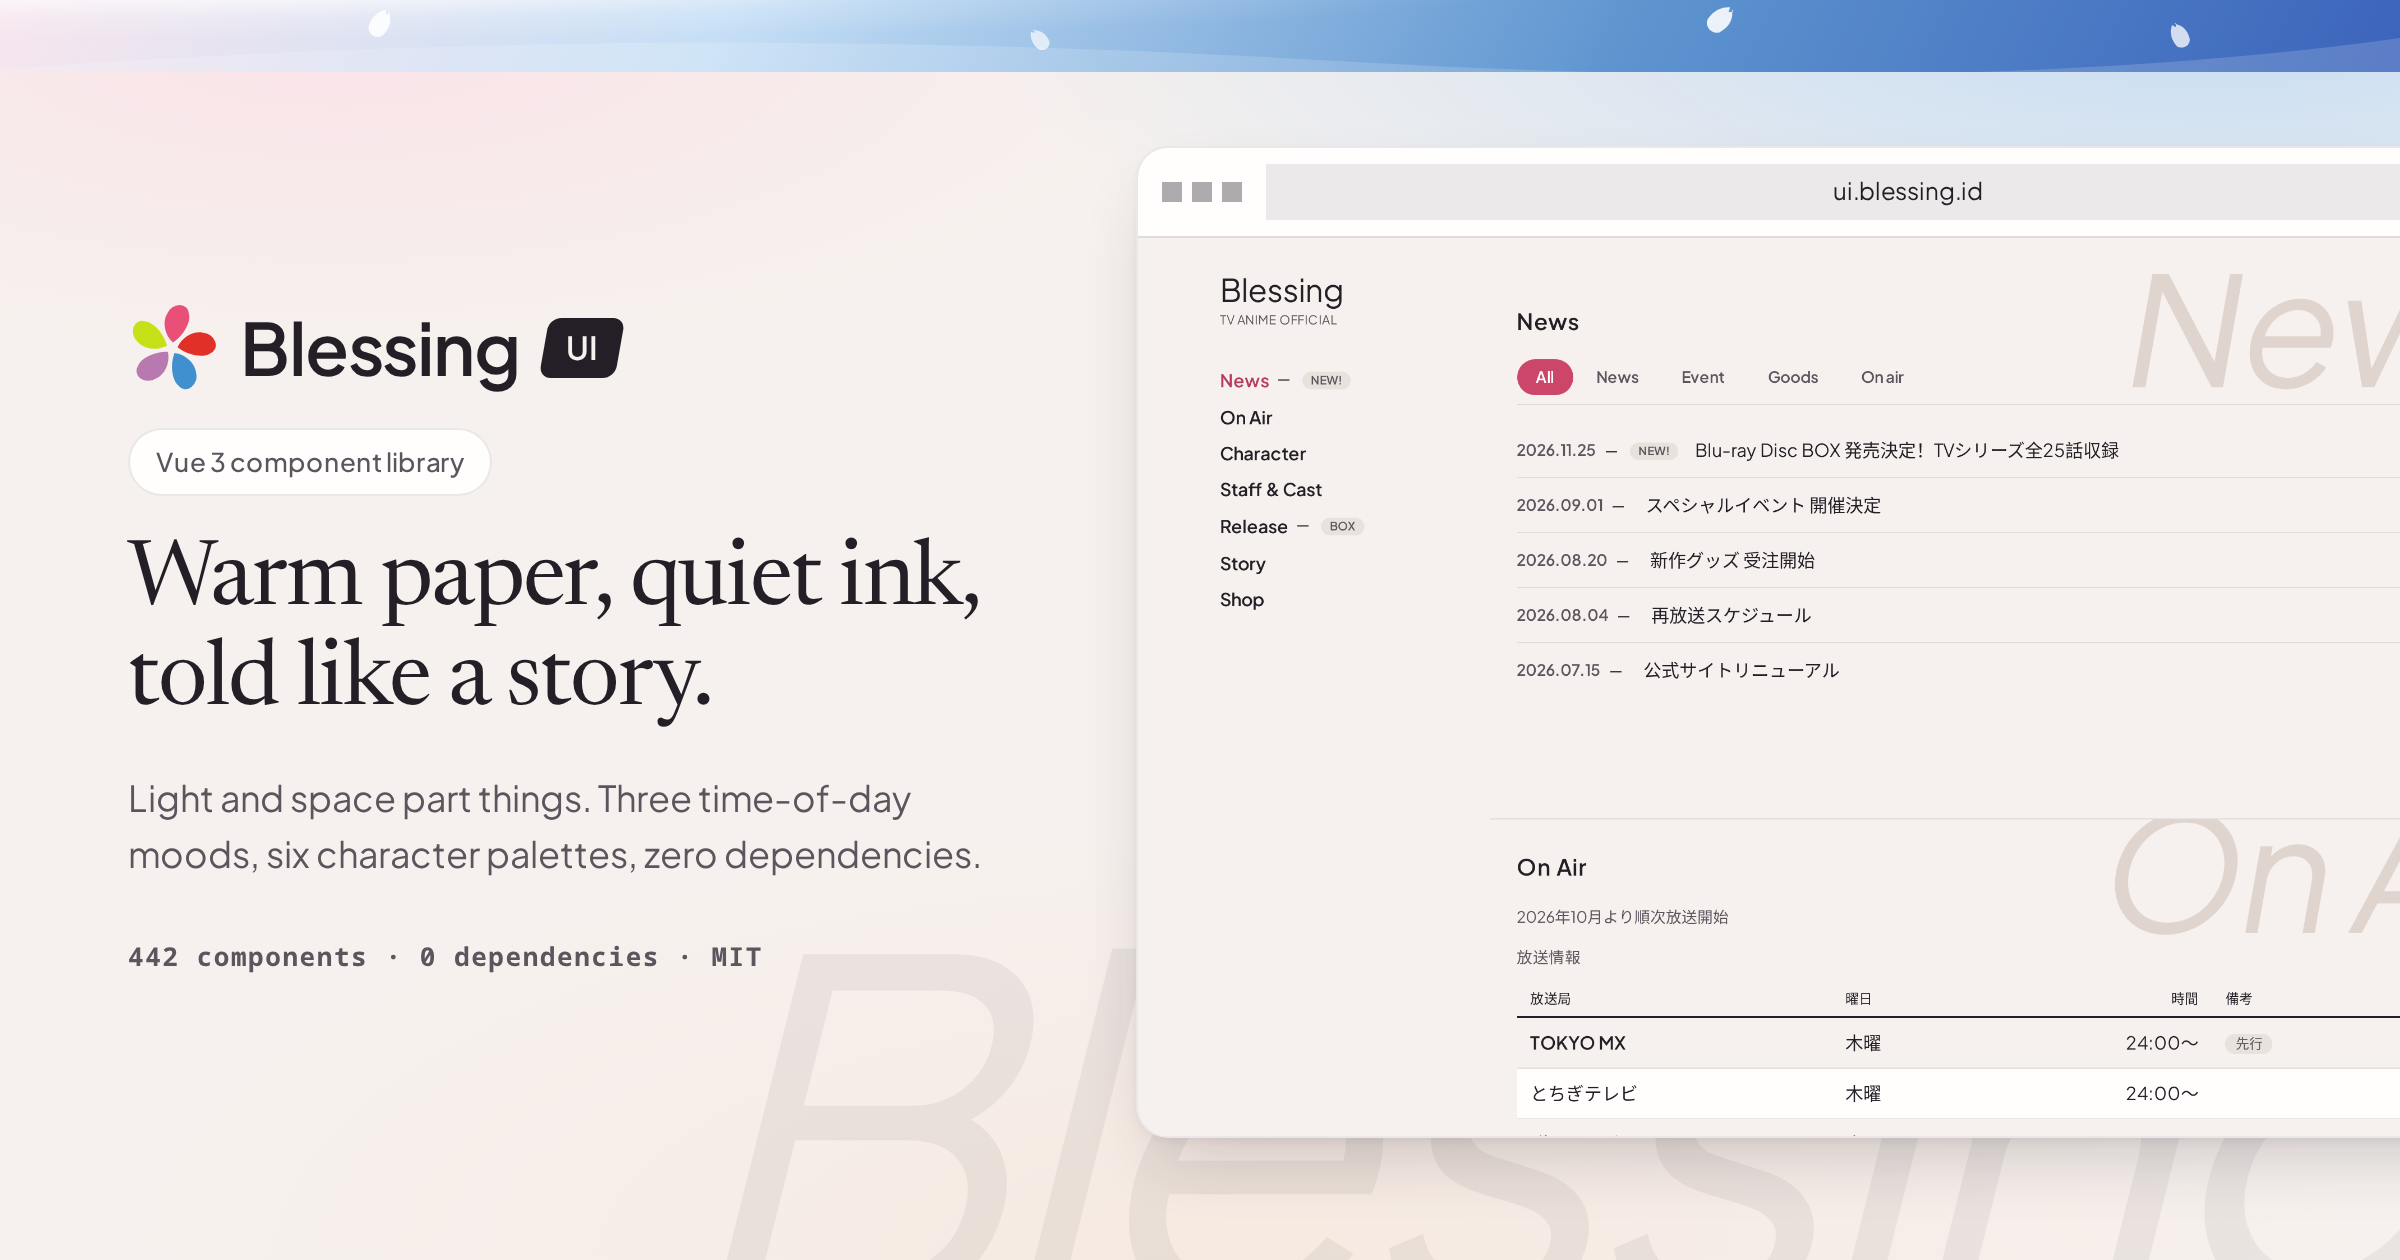 Blessing UI
Vue 3 component library
Warm paper, quiet ink,
told like a story.
Light and space part things. Three time-of-day
moods, six character palettes, zero dependencies.
442 components · 0 dependencies · MIT
ui.blessing.id
Blessing
TV ANIME OFFICIAL
News — NEW!
On Air
Character
Staff & Cast
Release — BOX
Story
Shop
News
All News Event Goods On air
2026.11.25 — NEW! Blu-ray Disc BOX 発売決定！TVシリーズ全25話収録
2026.09.01 — スペシャルイベント 開催決定
2026.08.20 — 新作グッズ 受注開始
2026.08.04 — 再放送スケジュール
2026.07.15 — 公式サイトリニューアル
On Air
2026年10月より順次放送開始
放送情報
放送局 曜日 時間 備考
TOKYO MX 木曜 24:00〜 先行
とちぎテレビ 木曜 24:00〜